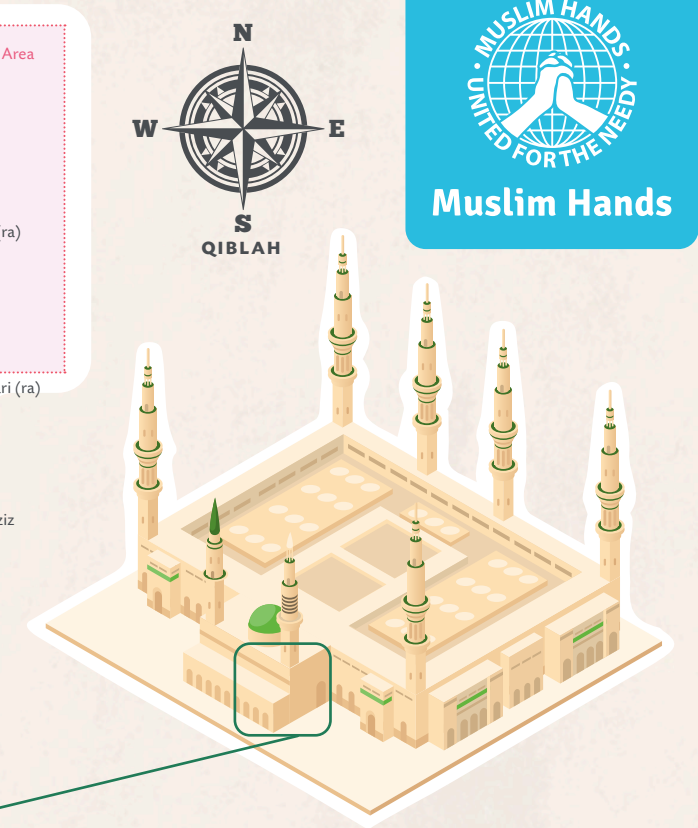 Area
(ra)
ri (ra)
ziz
N
W
E
S
QIBLAH
MUSLIM HANDS
UNITED FOR THE NEEDY
Muslim Hands